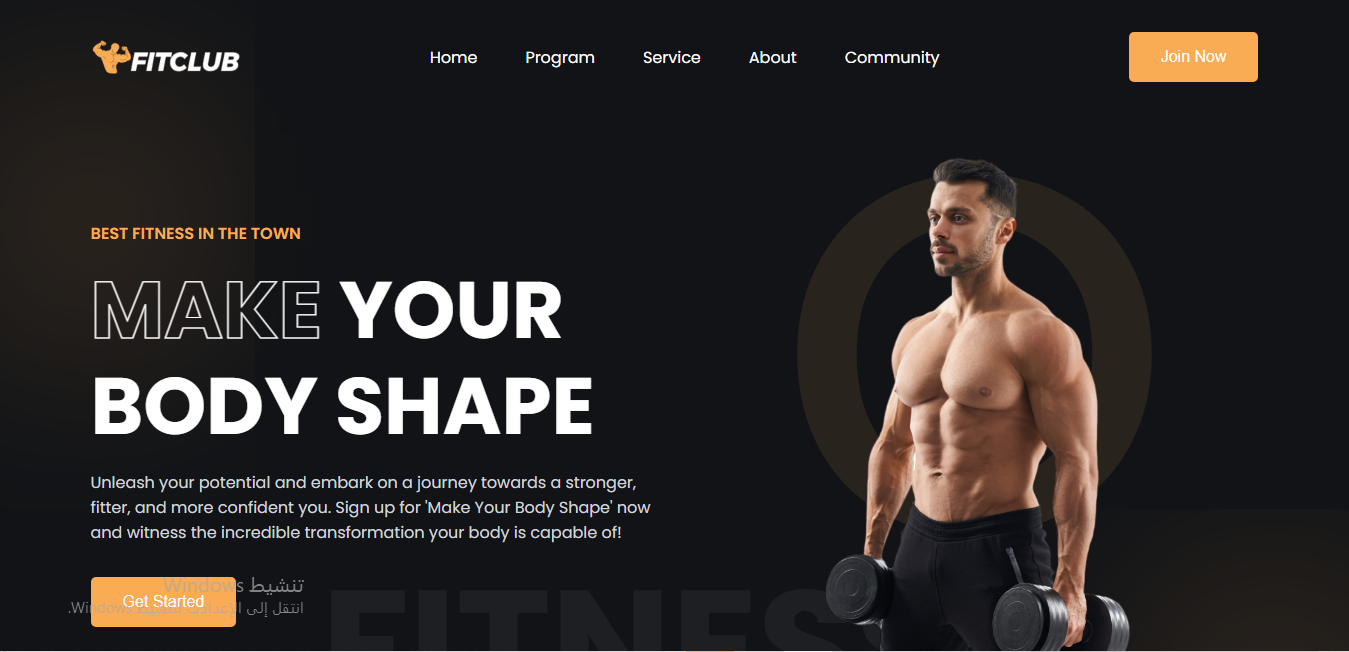 FITCLUB
Home
Program
Service
About
Community
Join Now
BEST FITNESS IN THE TOWN
MAKE YOUR
BODY SHAPE
Unleash your potential and embark on a journey towards a stronger,
fitter, and more confident you. Sign up for 'Make Your Body Shape' now
and witness the incredible transformation your body is capable of!
Get Started
تنشيط Windows
انتقل إلى الإعدادات لتنشيط Windows.
FITNESS